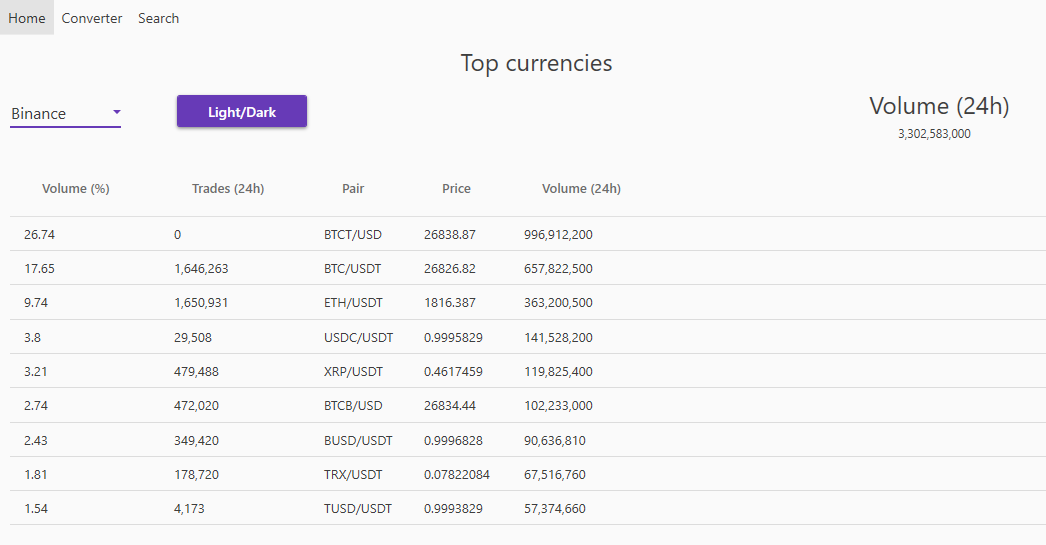 Home Converter Search
Top currencies
Binance Light/Dark Volume (24h)
3,302,583,000
Volume (%) Trades (24h) Pair Price Volume (24h)
26.74 0 BTCT/USD 26838.87 996,912,200
17.65 1,646,263 BTC/USDT 26826.82 657,822,500
9.74 1,650,931 ETH/USDT 1816.387 363,200,500
3.8 29,508 USDC/USDT 0.9995829 141,528,200
3.21 479,488 XRP/USDT 0.4617459 119,825,400
2.74 472,020 BTCB/USD 26834.44 102,233,000
2.43 349,420 BUSD/USDT 0.9996828 90,636,810
1.81 178,720 TRX/USDT 0.07822084 67,516,760
1.54 4,173 TUSD/USDT 0.9993829 57,374,660